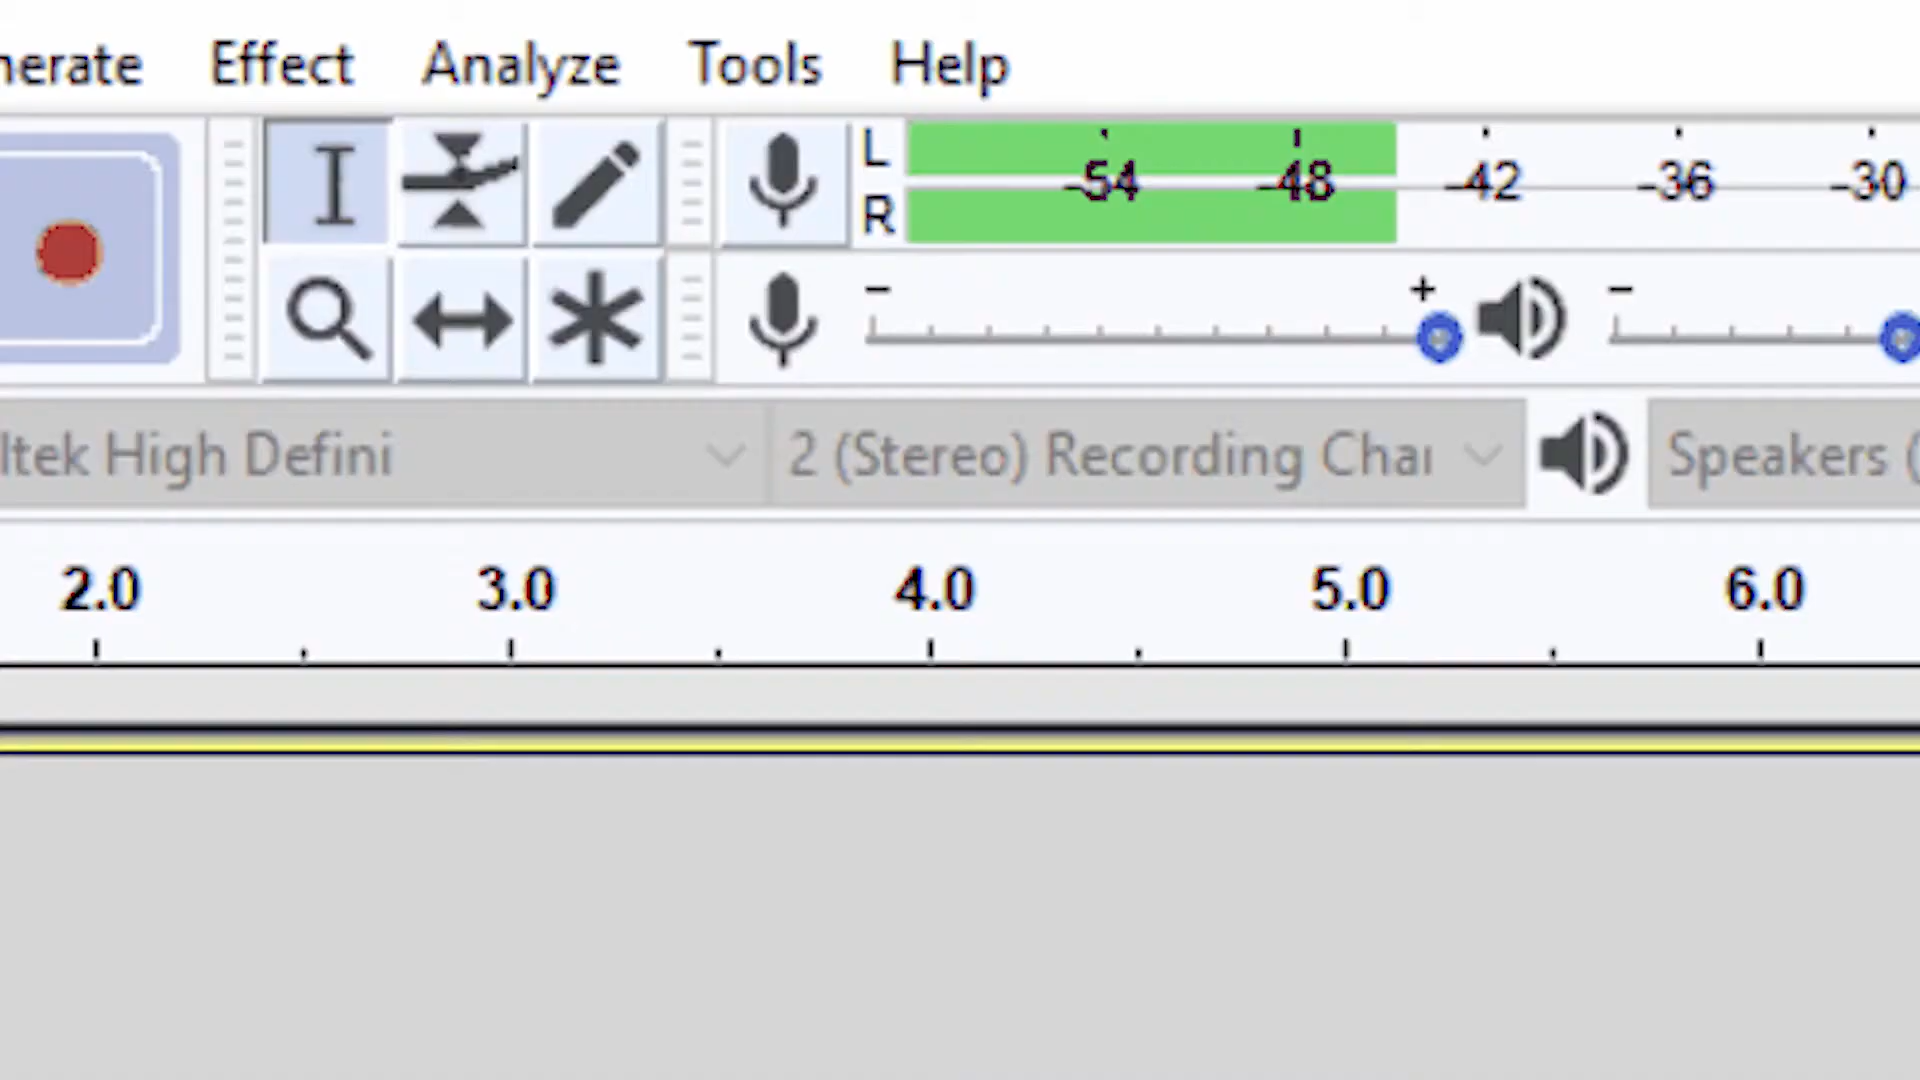 nerate Effect Analyze Tools Help
L
-54 -48 -42 -36 -30
R
- + -
ltek High Defini 2 (Stereo) Recording Chai Speakers (
2.0 3.0 4.0 5.0 6.0